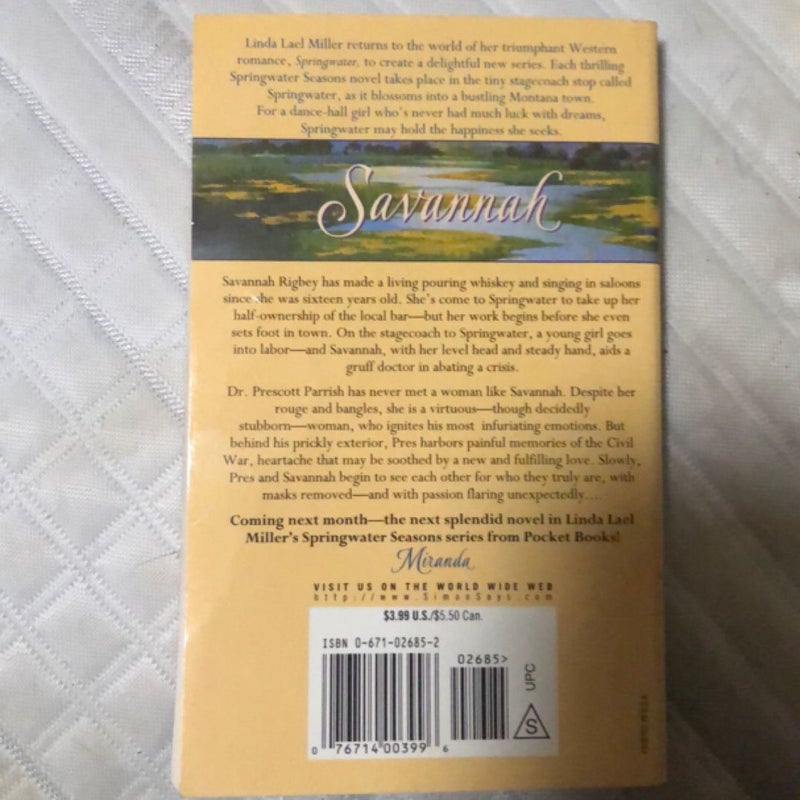 Linda Lael Miller returns to the world of her triumphant Western
romance, Springwater, to create a delightful new series. Each thrilling
Springwater Seasons novel takes place in the tiny stagecoach stop called
Springwater, as it blossoms into a bustling Montana town.
For a dance-hall girl who's never had much luck with dreams,
Springwater may hold the happiness she seeks.
Savannah
Savannah Rigbey has made a living pouring whiskey and singing in saloons
since she was sixteen years old. She's come to Springwater to take up her
half-ownership of the local bar—but her work begins before she even
sets foot in town. On the stagecoach to Springwater, a young girl goes
into labor—and Savannah, with her level head and steady hand, aids a
gruff doctor in abating a crisis.
Dr. Prescott Parrish has never met a woman like Savannah. Despite her
rouge and bangles, she is a virtuous—though decidedly
stubborn—woman, who ignites his most infuriating emotions. But
behind his prickly exterior, Pres harbors painful memories of the Civil
War, heartache that may be soothed by a new and fulfilling love. Slowly,
Pres and Savannah begin to see each other for who they truly are, with
masks removed—and with passion flaring unexpectedly....
Coming next month—the next splendid novel in Linda Lael
Miller's Springwater Seasons series from Pocket Books!
Miranda
VISIT US ON THE WORLD WIDE WEB
http://www.SimonSays.com
$3.99 U.S./$5.50 Can.
ISBN 0-671-02685-2
02685>
UPC
S
0 76714 00399 6